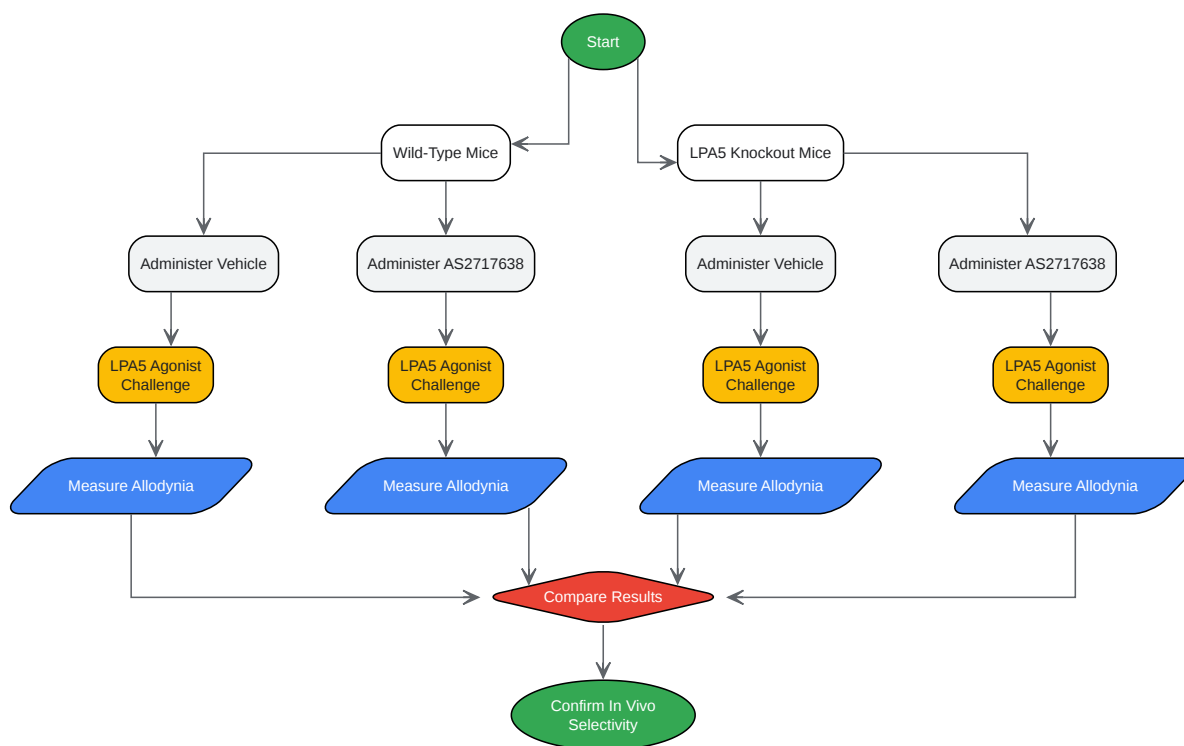 Start
Wild-Type Mice
LPA5 Knockout Mice
Administer Vehicle
Administer AS2717638
Administer Vehicle
Administer AS2717638
LPA5 Agonist
Challenge
LPA5 Agonist
Challenge
LPA5 Agonist
Challenge
LPA5 Agonist
Challenge
Measure Allodynia
Measure Allodynia
Measure Allodynia
Measure Allodynia
Compare Results
Confirm In Vivo
Selectivity